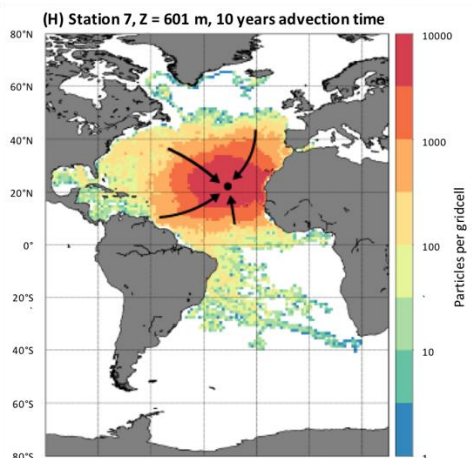 (H) Station 7, Z = 601 m, 10 years advection time
80°N
60°N
40°N
20°N
0°
20°S
40°S
60°S
80°S
10000
1000
100
10
1
Particles per gridcell